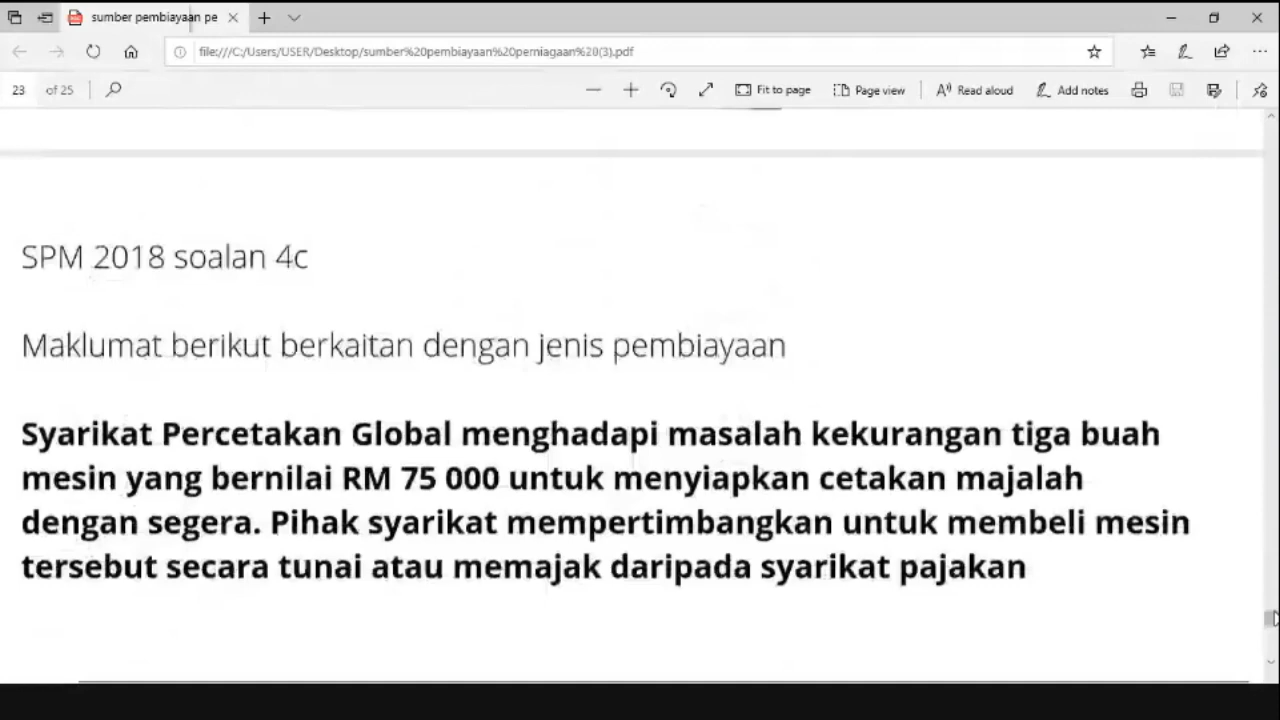 sumber pembiayaan pe
file:///C:/Users/USER/Desktop/sumber%20pembiayaan%20perniagaan%20(3).pdf
23 of 25 Fit to page Page view Read aloud Add notes
SPM 2018 soalan 4c
Maklumat berikut berkaitan dengan jenis pembiayaan
Syarikat Percetakan Global menghadapi masalah kekurangan tiga buah
mesin yang bernilai RM 75 000 untuk menyiapkan cetakan majalah
dengan segera. Pihak syarikat mempertimbangkan untuk membeli mesin
tersebut secara tunai atau memajak daripada syarikat pajakan